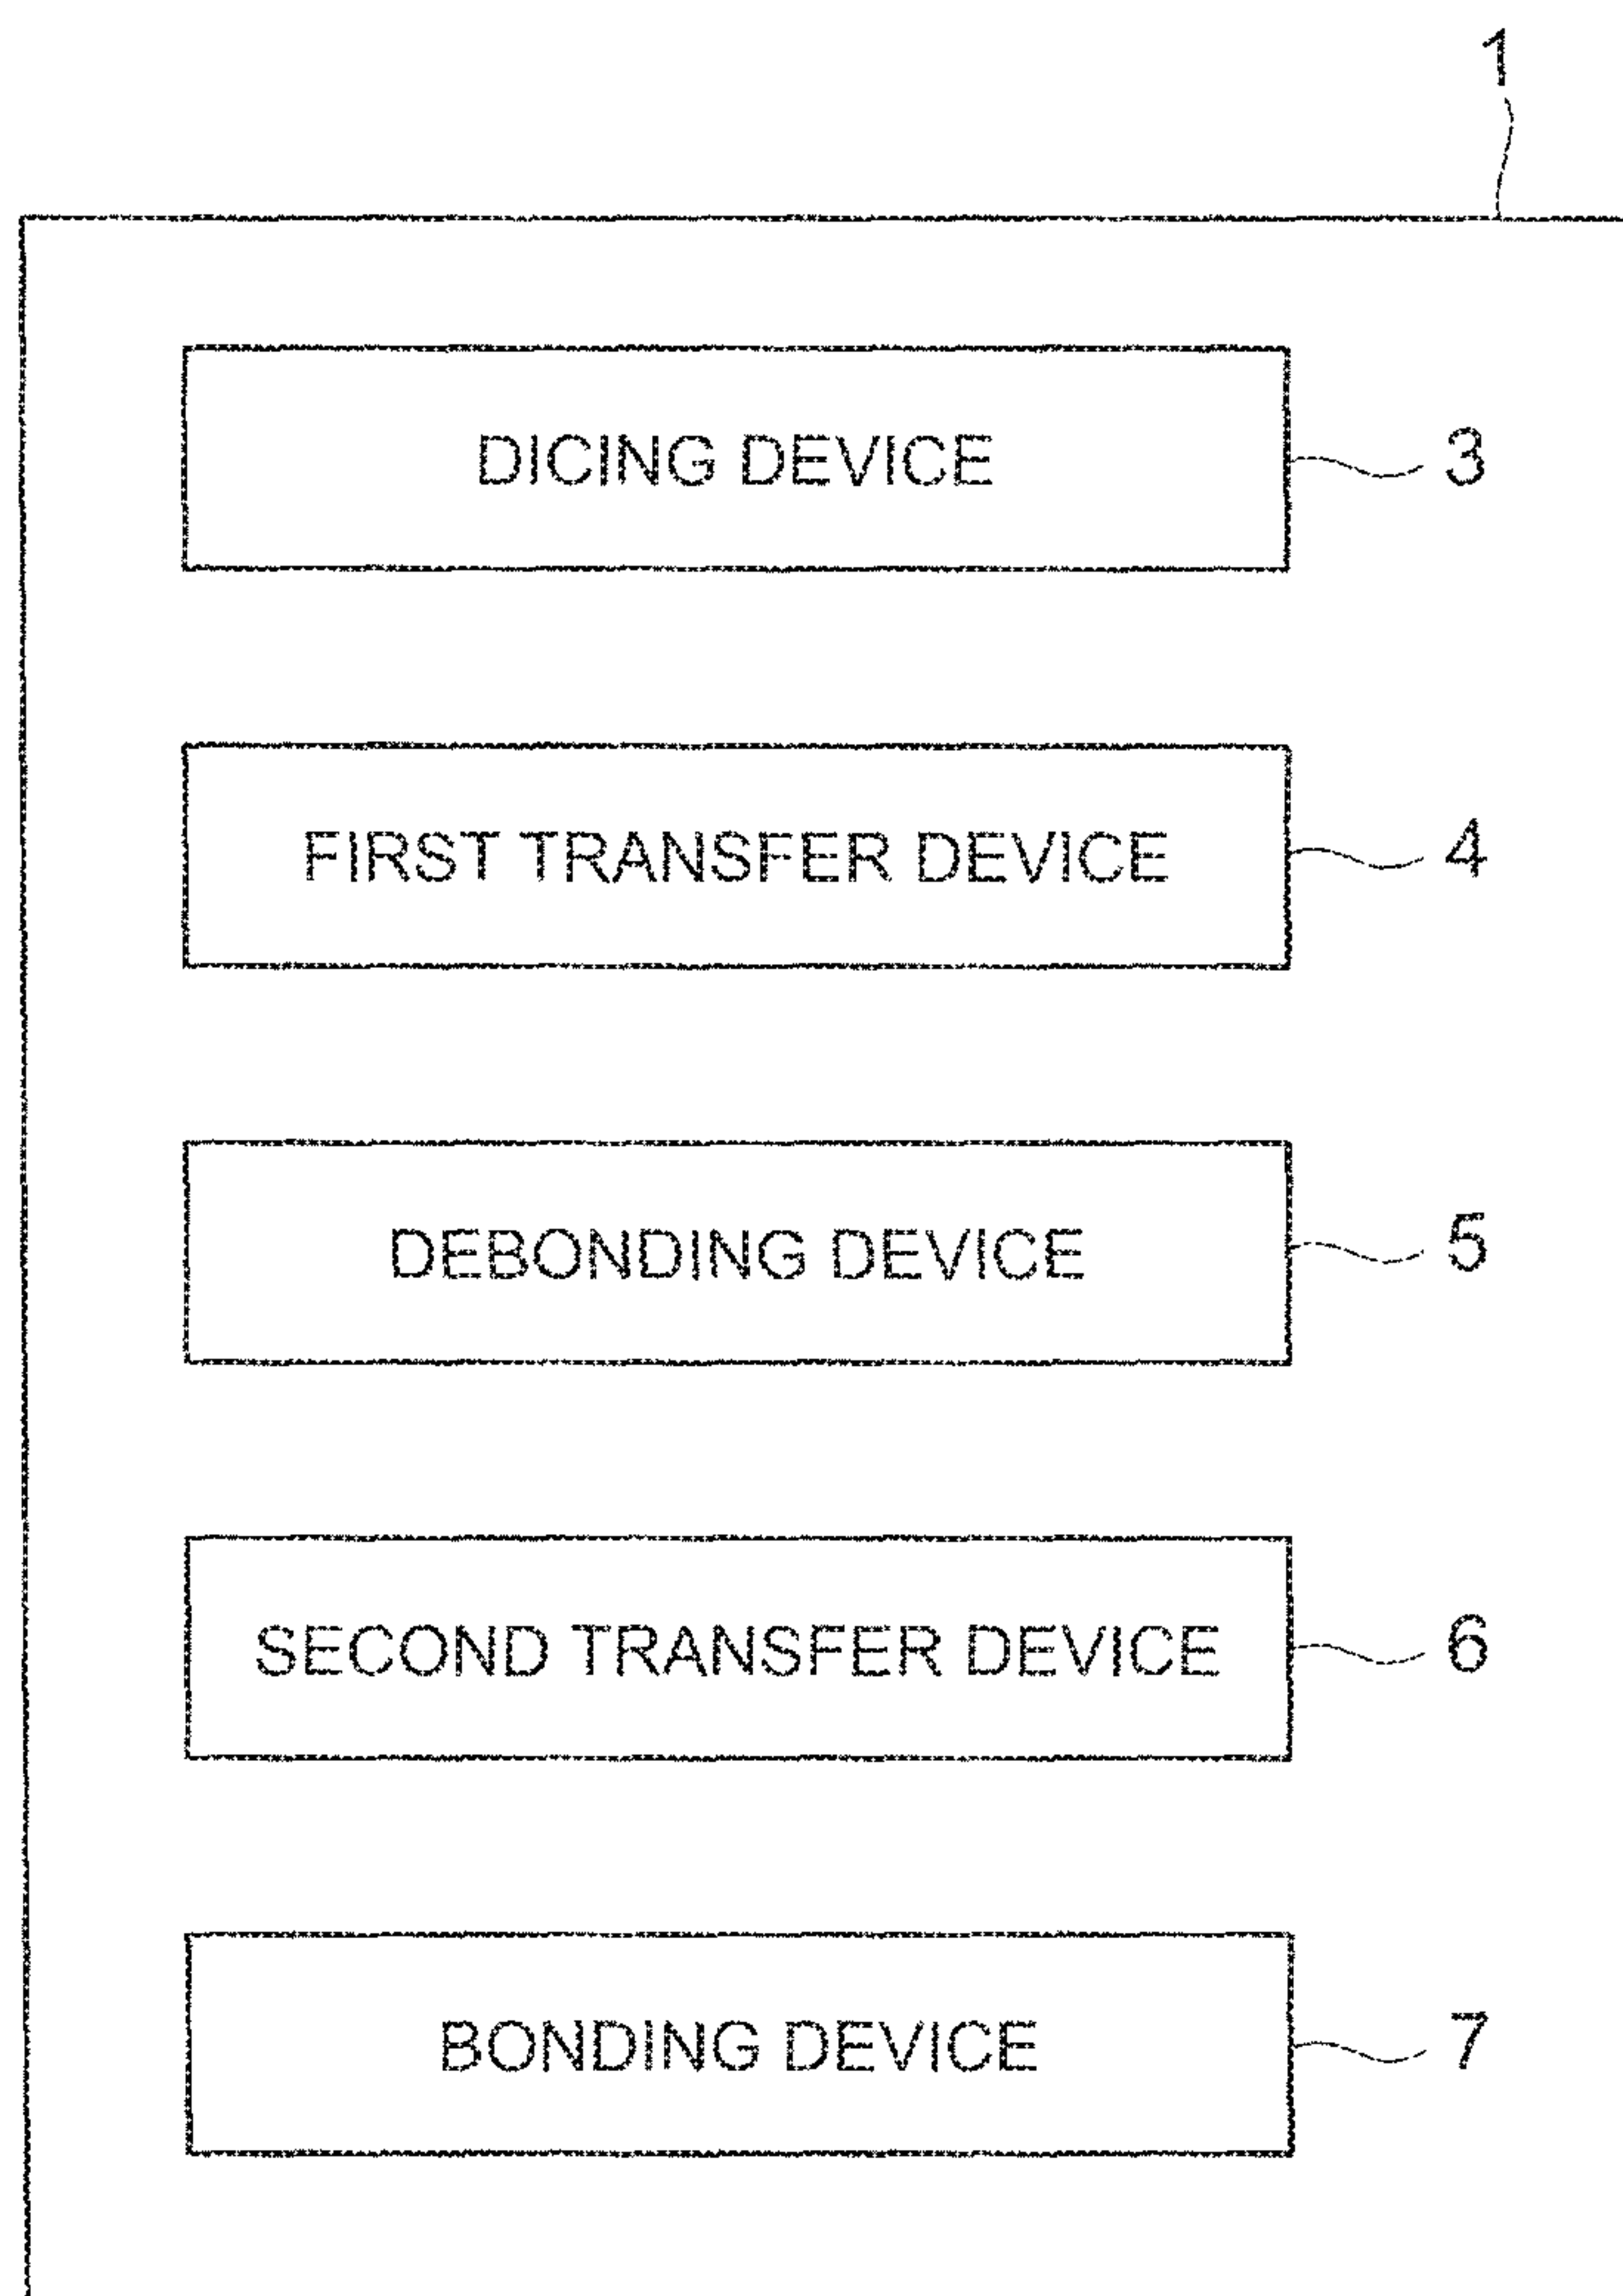 1
DICING DEVICE 3
FIRST TRANSFER DEVICE 4
DEBONDING DEVICE 5
SECOND TRANSFER DEVICE 6
BONDING DEVICE 7